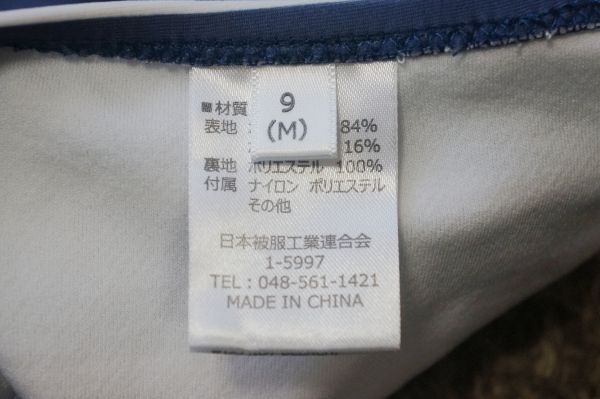 9
(M)
■材質
表地 84%
16%
裏地 ポリエステル 100%
付属 ナイロン ポリエステル
その他
日本被服工業連合会
1-5997
TEL : 048-561-1421
MADE IN CHINA